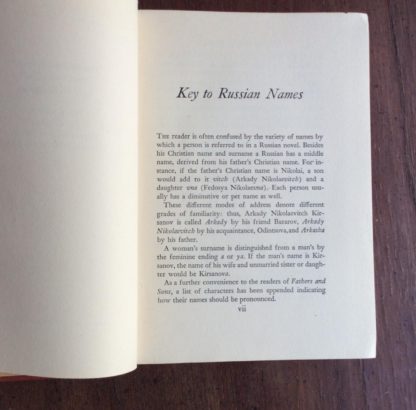 Key to Russian Names
THE reader is often confused by the variety of names by
which a person is referred to in a Russian novel. Besides
his Christian name and surname a Russian has a middle
name, derived from his father's Christian name. For in-
stance, if the father's Christian name is Nikolai, a son
would add to it vitch (Arkady Nikolaevitch) and a
daughter vna (Fedosya Nikolaevna). Each person usu-
ally has a diminutive or pet name as well.
These different modes of address denote different
grades of familiarity: thus, Arkady Nikolaevitch Kir-
sanov is called Arkady by his friend Bazarov, Arkady
Nikolaevitch by his acquaintance, Odintsova, and Arkasha
by his father.
A woman's surname is distinguished from a man's by
the feminine ending a or ya. If the man's name is Kir-
sanov, the name of his wife and unmarried sister or daugh-
ter would be Kirsanova.
As a further convenience to the readers of Fathers and
Sons, a list of characters has been appended indicating
how their names should be pronounced.
vii